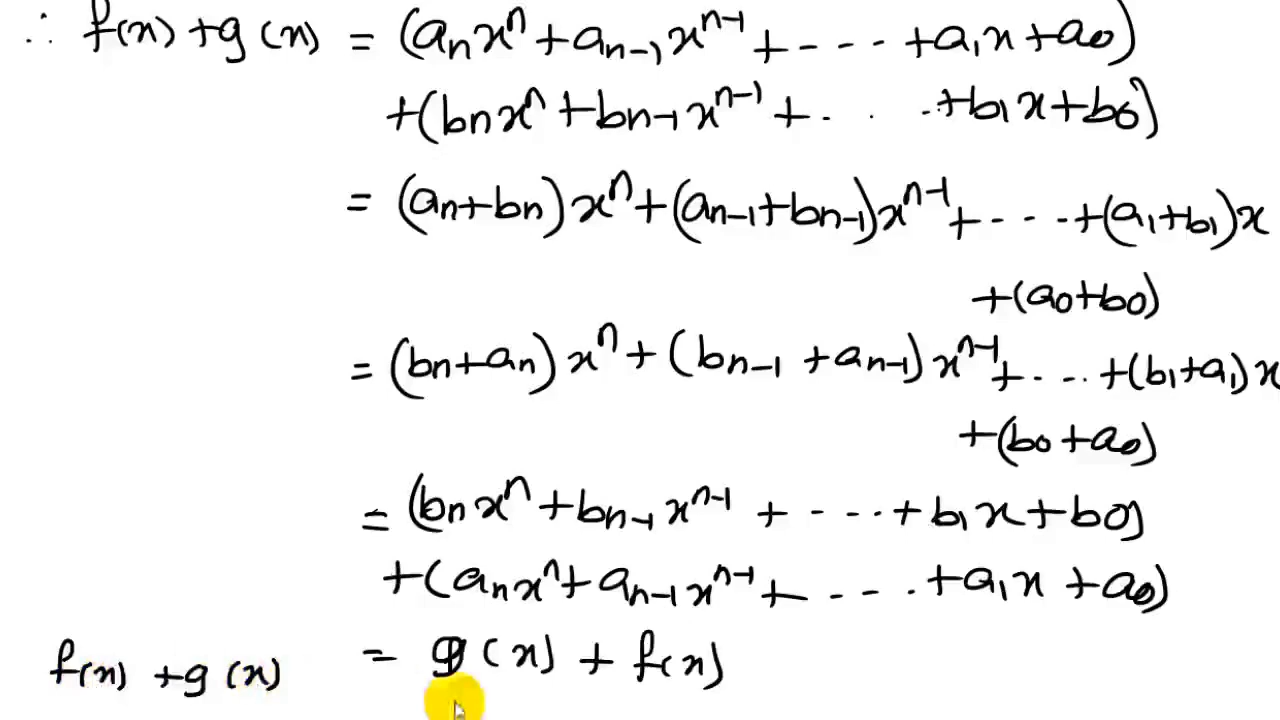 ∴ f(x) + g(x) = (aₙxⁿ + aₙ₋₁xⁿ⁻¹ + ---- + a₁x + a₀)
+ (bₙxⁿ + bₙ₋₁xⁿ⁻¹ + . . . + b₁x + b₀)
= (aₙ + bₙ)xⁿ + (aₙ₋₁ + bₙ₋₁)xⁿ⁻¹ + ---- + (a₁ + b₁)x
+ (a₀ + b₀)
= (bₙ + aₙ)xⁿ + (bₙ₋₁ + aₙ₋₁)xⁿ⁻¹ + .... + (b₁ + a₁)x
+ (b₀ + a₀)
= (bₙxⁿ + bₙ₋₁xⁿ⁻¹ + ---- + b₁x + b₀)
+ (aₙxⁿ + aₙ₋₁xⁿ⁻¹ + ---- + a₁x + a₀)
f(x) + g(x) = g(x) + f(x)